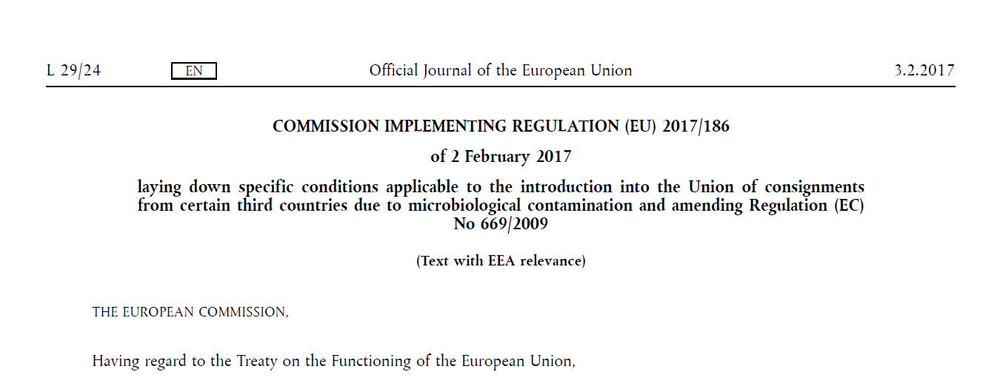 L 29/24 EN Official Journal of the European Union 3.2.2017
COMMISSION IMPLEMENTING REGULATION (EU) 2017/186
of 2 February 2017
laying down specific conditions applicable to the introduction into the Union of consignments
from certain third countries due to microbiological contamination and amending Regulation (EC)
No 669/2009
(Text with EEA relevance)
THE EUROPEAN COMMISSION,
Having regard to the Treaty on the Functioning of the European Union,